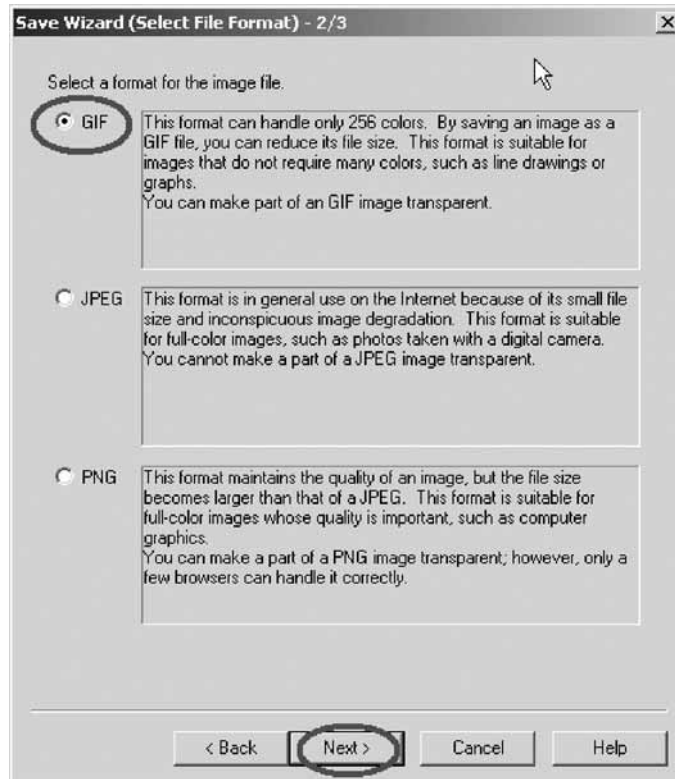 Save Wizard (Select File Format) - 2/3
Select a format for the image file.
GIF
This format can handle only 256 colors. By saving an image as a
GIF file, you can reduce its file size. This format is suitable for
images that do not require many colors, such as line drawings or
graphs.
You can make part of an GIF image transparent.
JPEG
This format is in general use on the Internet because of its small file
size and inconspicuous image degradation. This format is suitable
for full-color images, such as photos taken with a digital camera.
You cannot make a part of a JPEG image transparent.
PNG
This format maintains the quality of an image, but the file size
becomes larger than that of a JPEG. This format is suitable for
full-color images whose quality is important, such as computer
graphics.
You can make a part of a PNG image transparent; however, only a
few browsers can handle it correctly.
< Back Next > Cancel Help